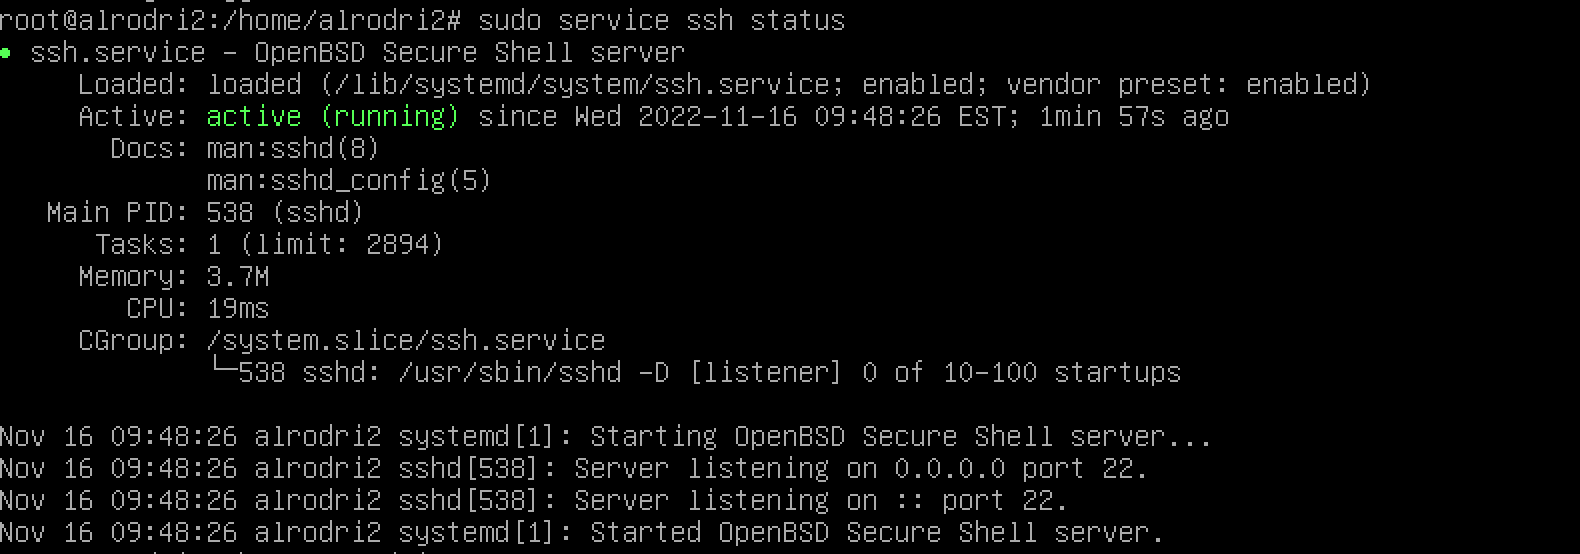 root@alrodri2:/home/alrodri2# sudo service ssh status
● ssh.service - OpenBSD Secure Shell server
     Loaded: loaded (/lib/systemd/system/ssh.service; enabled; vendor preset: enabled)
     Active: active (running) since Wed 2022-11-16 09:48:26 EST; 1min 57s ago
       Docs: man:sshd(8)
             man:sshd_config(5)
   Main PID: 538 (sshd)
      Tasks: 1 (limit: 2894)
     Memory: 3.7M
        CPU: 19ms
     CGroup: /system.slice/ssh.service
             └─538 sshd: /usr/sbin/sshd -D [listener] 0 of 10-100 startups
Nov 16 09:48:26 alrodri2 systemd[1]: Starting OpenBSD Secure Shell server...
Nov 16 09:48:26 alrodri2 sshd[538]: Server listening on 0.0.0.0 port 22.
Nov 16 09:48:26 alrodri2 sshd[538]: Server listening on :: port 22.
Nov 16 09:48:26 alrodri2 systemd[1]: Started OpenBSD Secure Shell server.